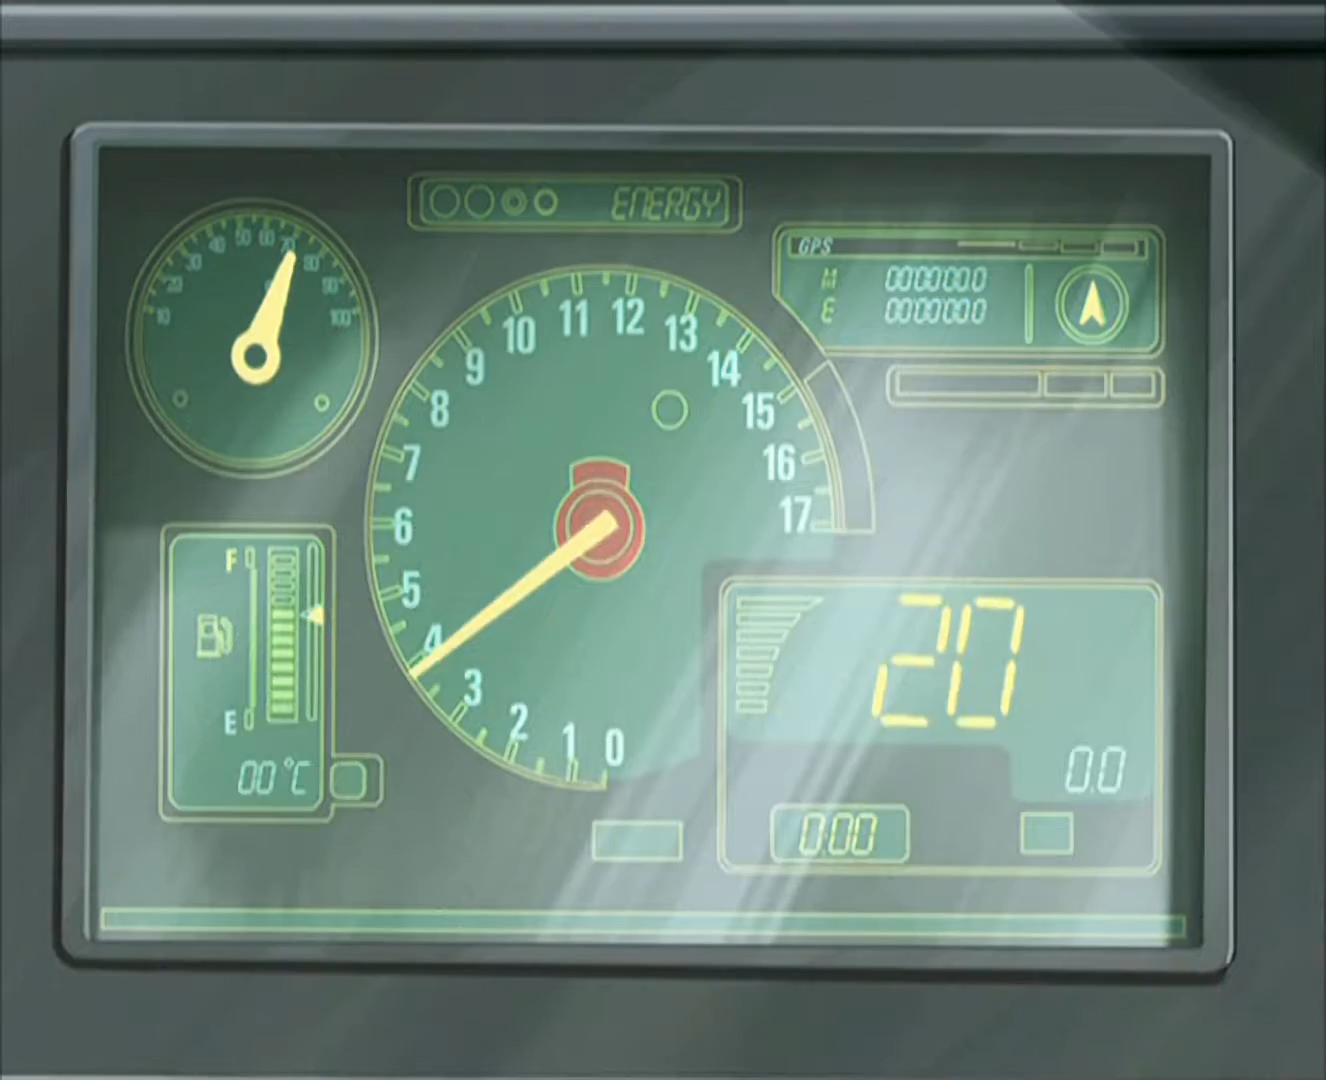 ENERGY
10 20 30 40 50 60 70 80 90 100
GPS
N 0000000.0
E 0000000.0
0 1 2 3 4 5 6 7 8 9 10 11 12 13 14 15 16 17
F
E
00°C
20
0.0
0:00